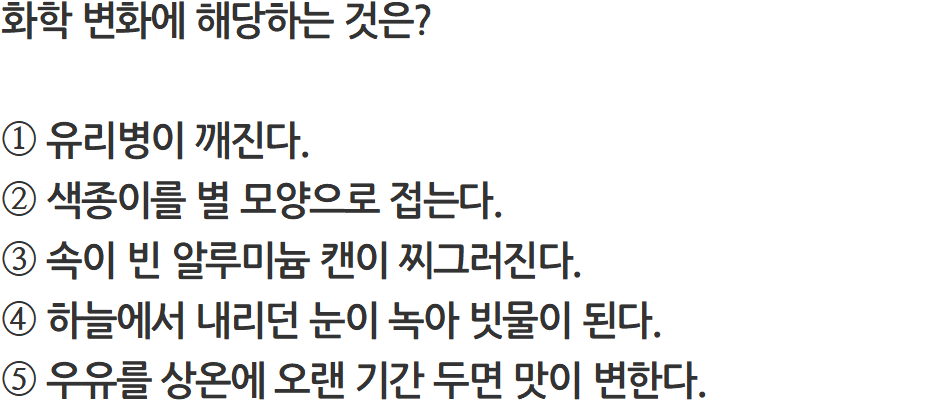 화학 변화에 해당하는 것은?
① 유리병이 깨진다.
② 색종이를 별 모양으로 접는다.
③ 속이 빈 알루미늄 캔이 찌그러진다.
④ 하늘에서 내리던 눈이 녹아 빗물이 된다.
⑤ 우유를 상온에 오랜 기간 두면 맛이 변한다.